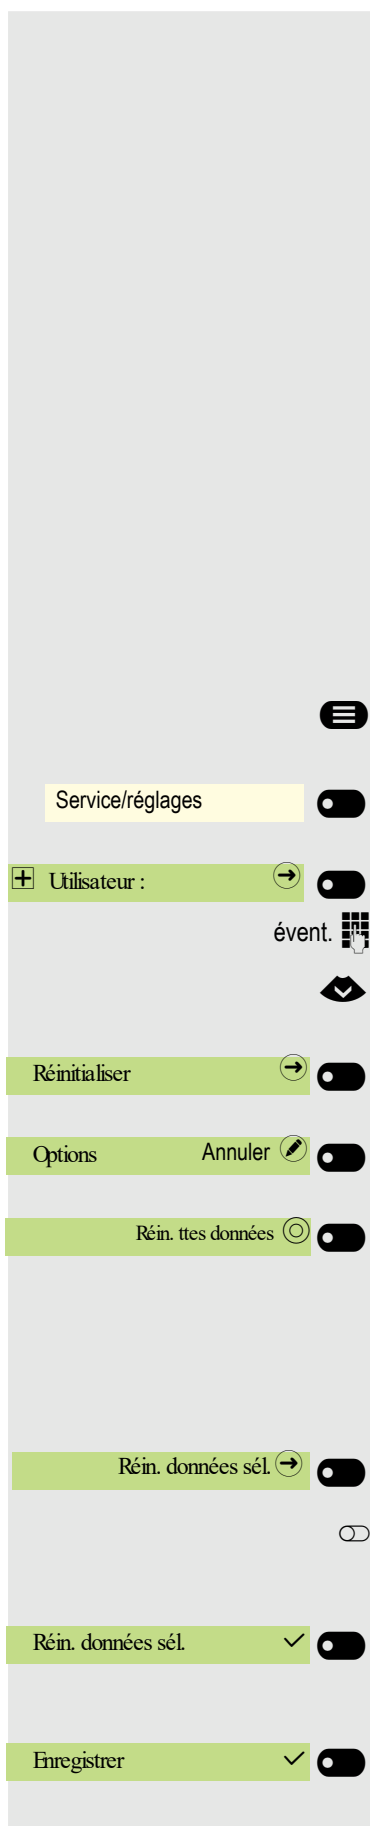 Service/réglages
Utilisateur :
évent.
Réinitialiser
Options Annuler
Réin. ttes données
Réin. données sél.
Réin. données sél.
Enregistrer